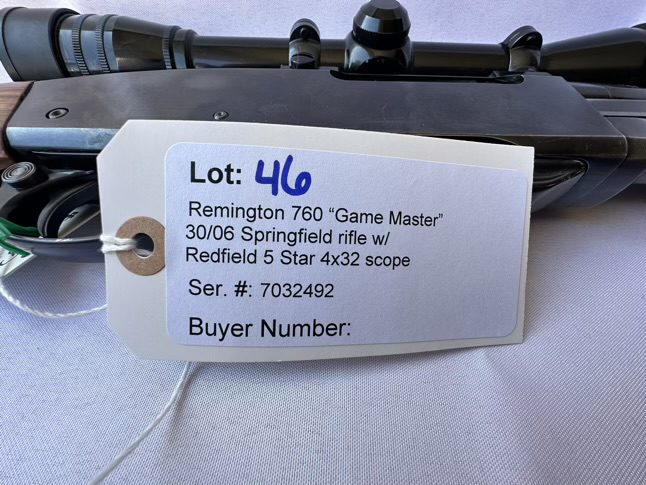 Lot: 46
Remington 760 “Game Master”
30/06 Springfield rifle w/
Redfield 5 Star 4x32 scope
Ser. #: 7032492
Buyer Number: